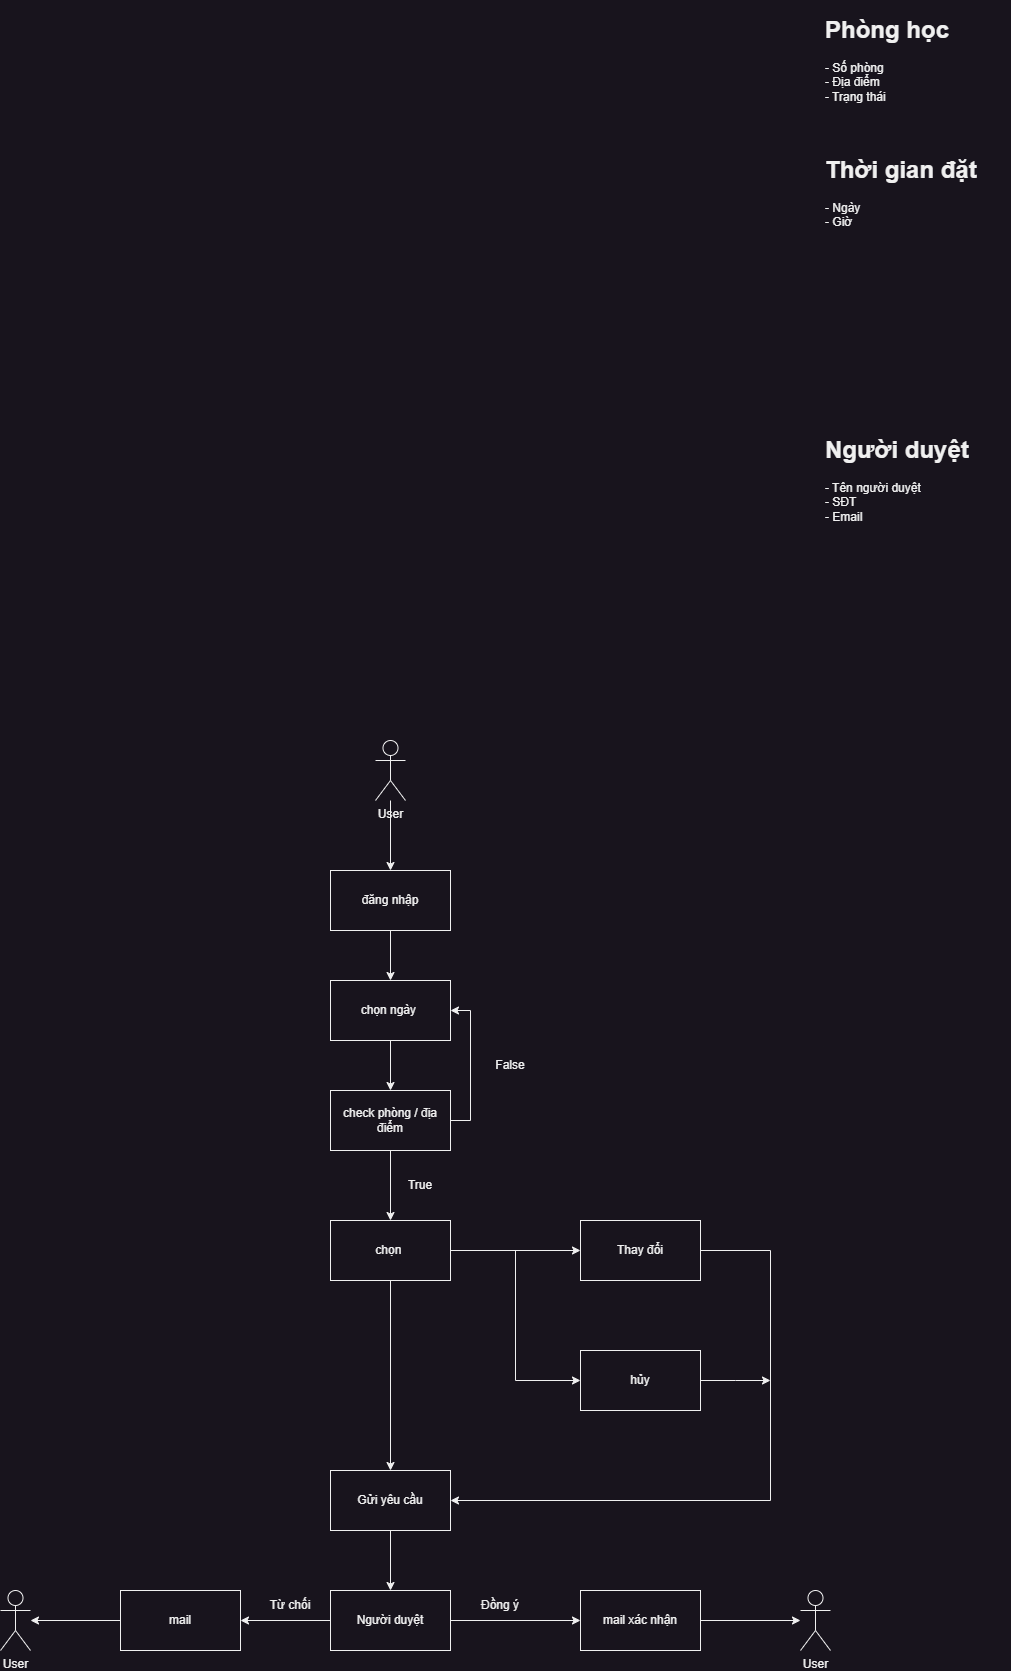 Phòng học
- Số phòng
- Địa điểm
- Trạng thái
Thời gian đặt
- Ngày
- Giờ
Người duyệt
- Tên người duyệt
- SĐT
- Email
User
đăng nhập
chọn ngày
False
check phòng / địa
điểm
True
chọn
Thay đổi
hủy
Gửi yêu cầu
Từ chối
Đồng ý
mail
Người duyệt
mail xác nhận
User
User